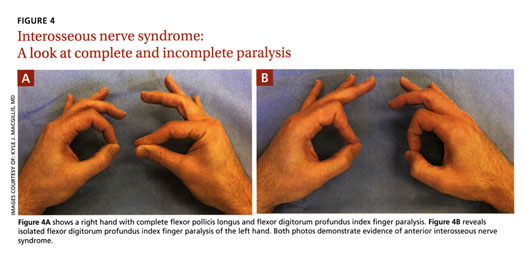 FIGURE 4
Interosseous nerve syndrome:
A look at complete and incomplete paralysis
A
B
IMAGES COURTESY OF: KYLE J. MACGILLIS, MD
Figure 4A shows a right hand with complete flexor pollicis longus and flexor digitorum profundus index finger paralysis. Figure 4B reveals
isolated flexor digitorum profundus index finger paralysis of the left hand. Both photos demonstrate evidence of anterior interosseous nerve
syndrome.